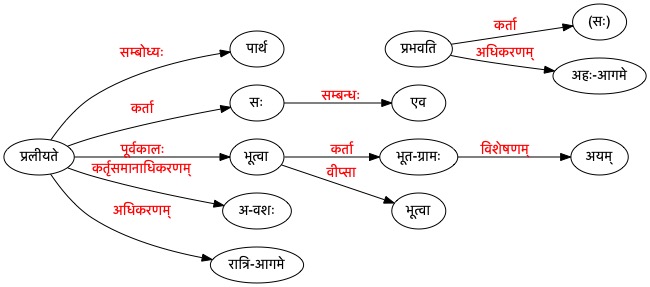 कर्ता
(सः)
सम्बोध्यः
पार्थ
प्रभवति
अधिकरणम्
अहः-आगमे
कर्ता
सः
सम्बन्धः
एव
प्रलीयते
पूर्वकालः
भूत्वा
कर्ता
भूत-ग्रामः
विशेषणम्
अयम्
कर्तृसमानाधिकरणम्
वीप्सा
अ-वशः
भूत्वा
अधिकरणम्
रात्रि-आगमे